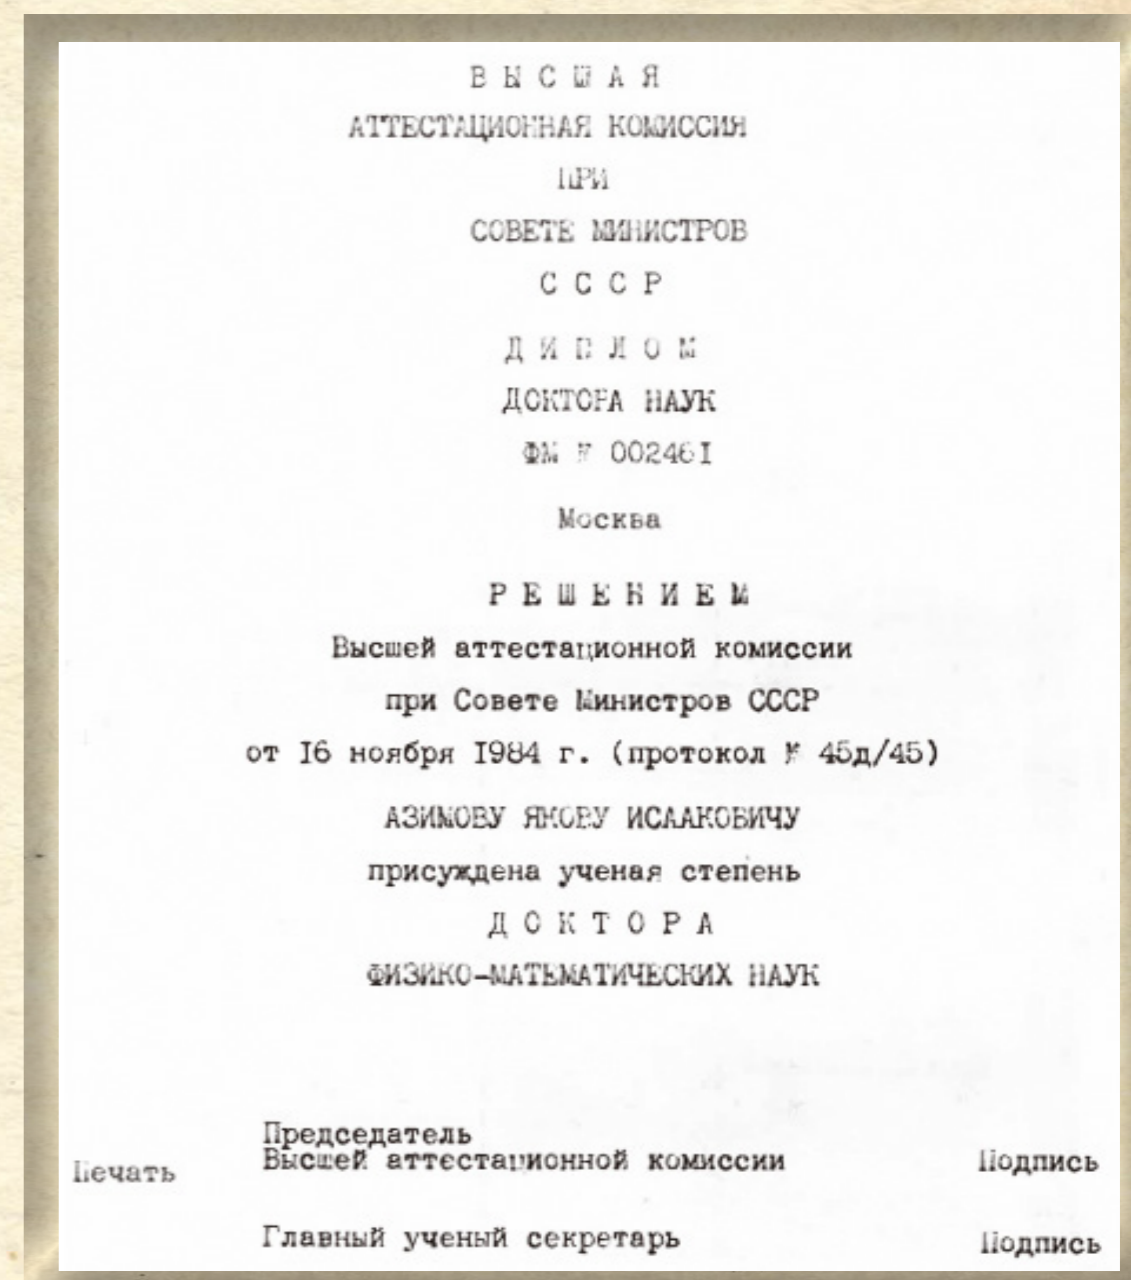 В Ы С Ш А Я
АТТЕСТАЦИОННАЯ КОМИССИЯ
ПРИ
СОВЕТЕ МИНИСТРОВ
С С С Р
Д И П Л О М
ДОКТОРА НАУК
ФМ № 002461
Москва
Р Е Ш Е Н И Е М
Высшей аттестационной комиссии
при Совете Министров СССР
от 16 ноября 1984 г. (протокол № 45д/45)
АЗИМОВУ ЯКОВУ ИСААКОВИЧУ
присуждена ученая степень
Д О К Т О Р А
ФИЗИКО-МАТЕМАТИЧЕСКИХ НАУК
Председатель
Высшей аттестационной комиссии Подпись
Печать
Главный ученый секретарь Подпись